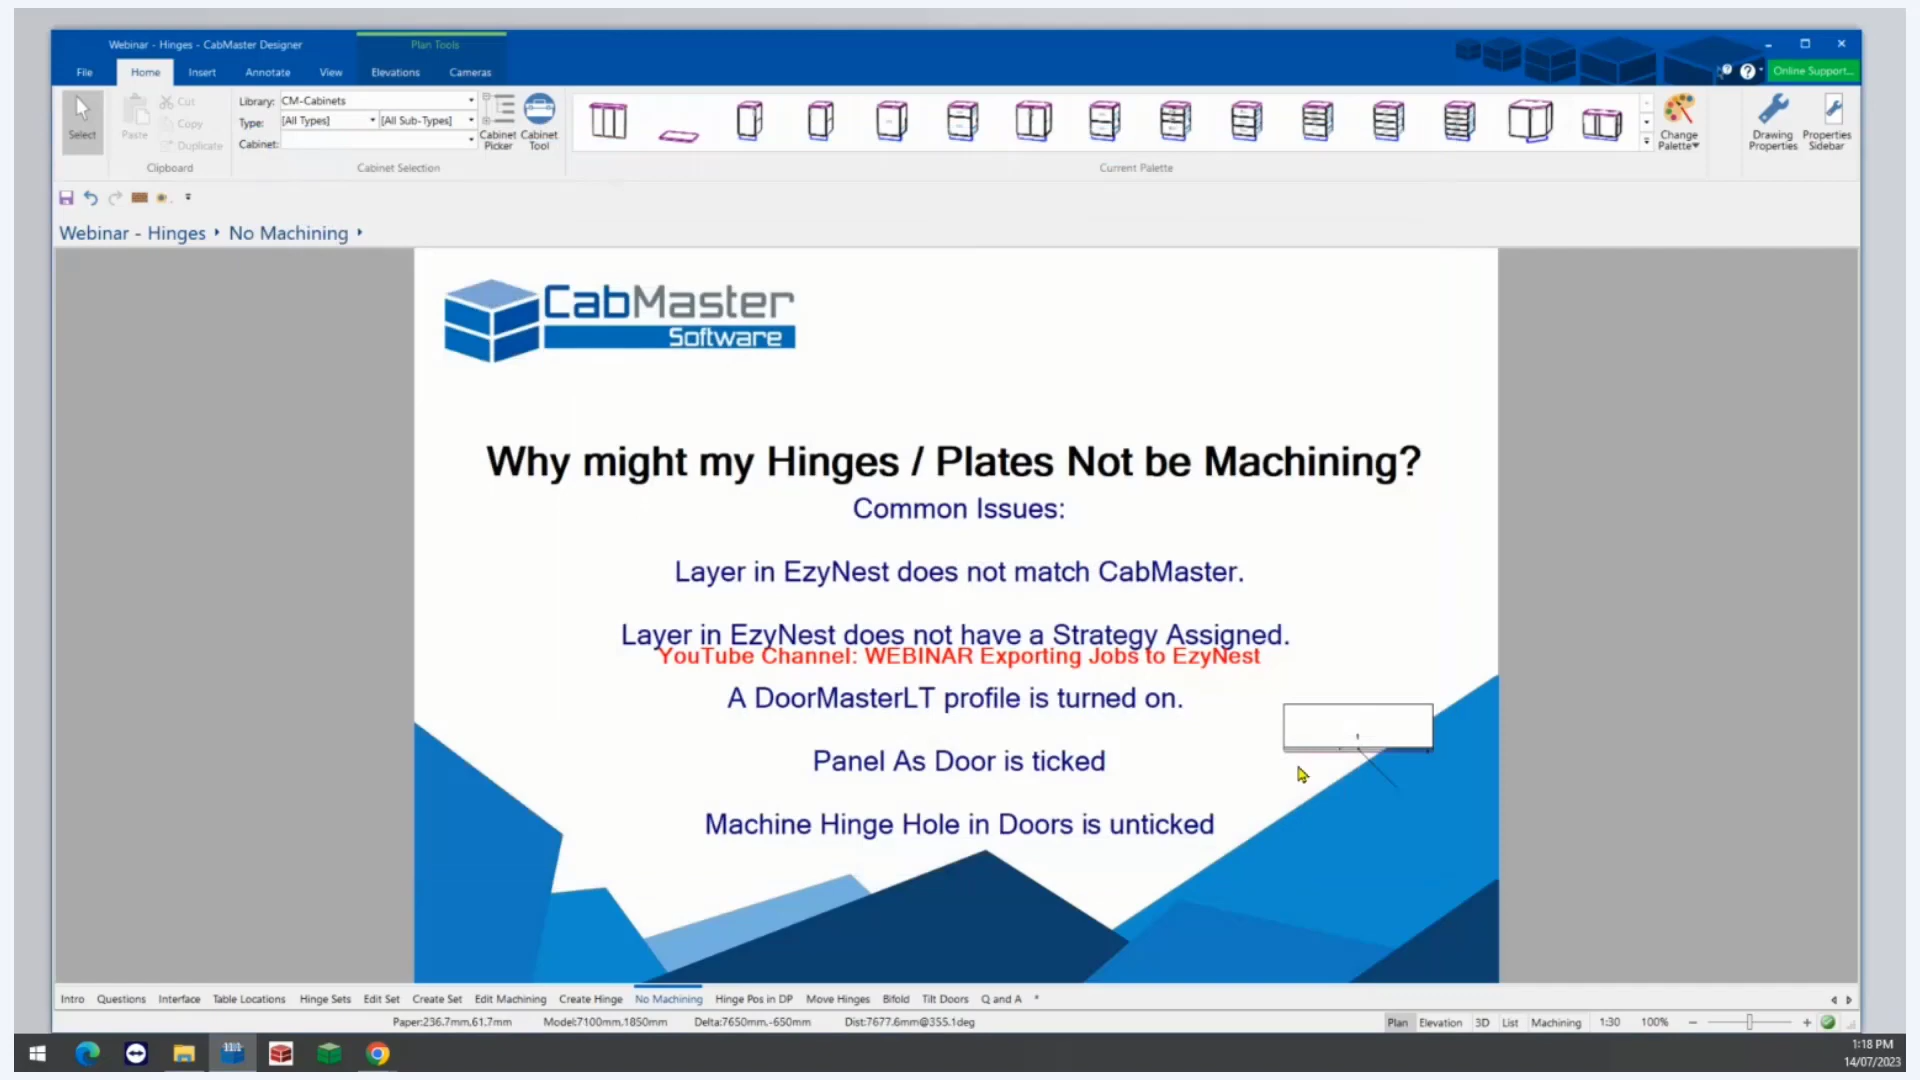 Webinar - Hinges - CabMaster Designer
Plan Tools
File Home Insert Annotate View Elevations Cameras
Online Support...
Select
Paste
Cut
Copy
Duplicate
Clipboard
Library: CM-Cabinets
Type: [All Types] [All Sub-Types]
Cabinet:
Cabinet Picker
Cabinet Tool
Cabinet Selection
Current Palette
Change Palette
Drawing Properties
Properties Sidebar
Webinar - Hinges No Machining
CabMaster
Software
Why might my Hinges / Plates Not be Machining?
Common Issues:
Layer in EzyNest does not match CabMaster.
Layer in EzyNest does not have a Strategy Assigned.
YouTube Channel: WEBINAR Exporting Jobs to EzyNest
A DoorMasterLT profile is turned on.
Panel As Door is ticked
Machine Hinge Hole in Doors is unticked
Intro Questions Interface Table Locations Hinge Sets Edit Set Create Set Edit Machining Create Hinge No Machining Hinge Pos in DP Move Hinges Bifold Tilt Doors Q and A *
Paper:236.7mm,61.7mm Model:7100mm,1850mm Delta:7650mm,-650mm Dist:7677.6mm@355.1deg
Plan Elevation 3D List Machining 1:30 100%
1:18 PM
14/07/2023